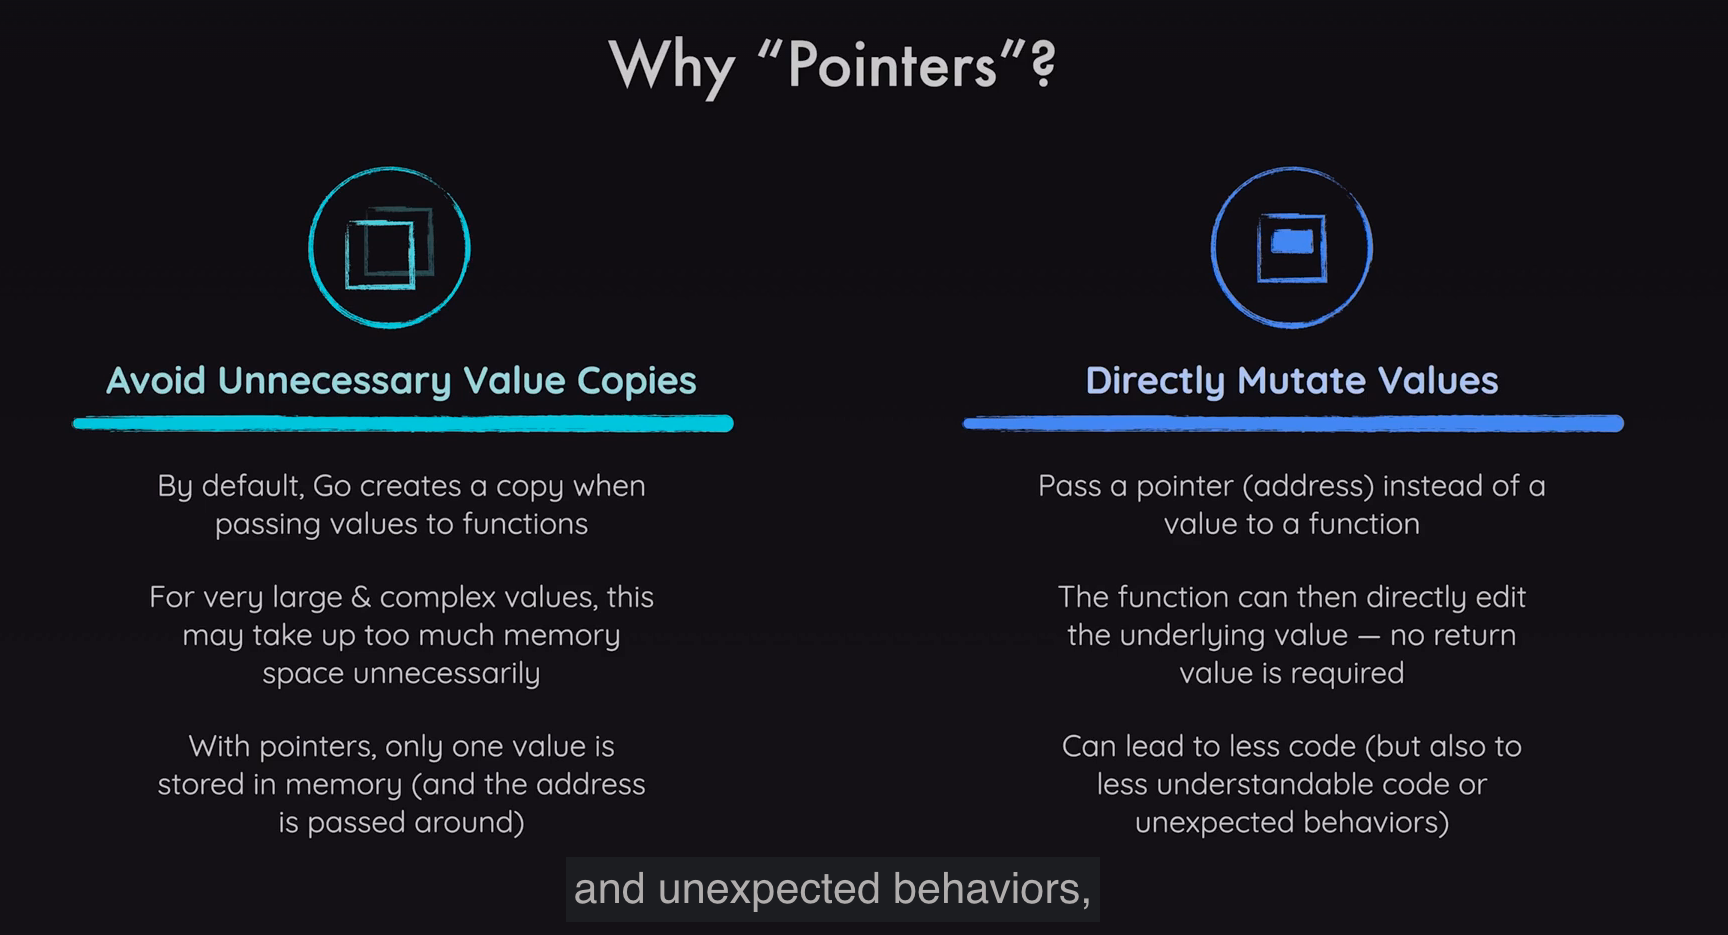 Why “Pointers”?
Avoid Unnecessary Value Copies
By default, Go creates a copy when
passing values to functions
For very large & complex values, this
may take up too much memory
space unnecessarily
With pointers, only one value is
stored in memory (and the address
is passed around)
Directly Mutate Values
Pass a pointer (address) instead of a
value to a function
The function can then directly edit
the underlying value — no return
value is required
Can lead to less code (but also to
less understandable code or
unexpected behaviors)
and unexpected behaviors,